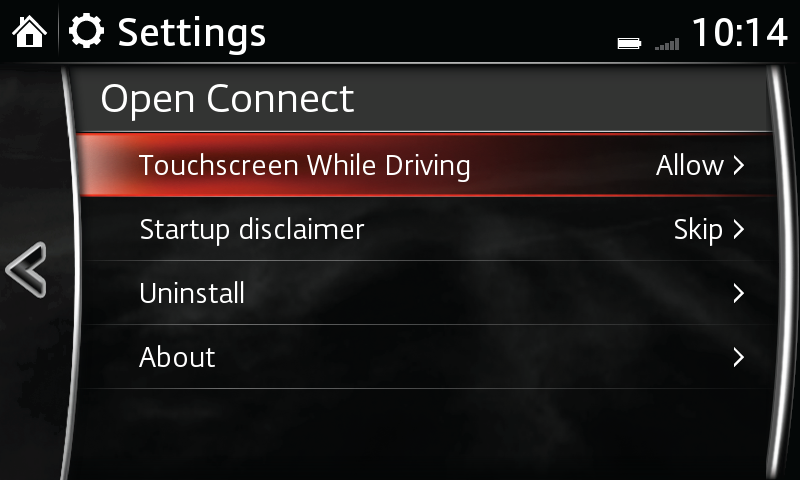 Settings 10:14
Open Connect
Touchscreen While Driving Allow
Startup disclaimer Skip
Uninstall
About